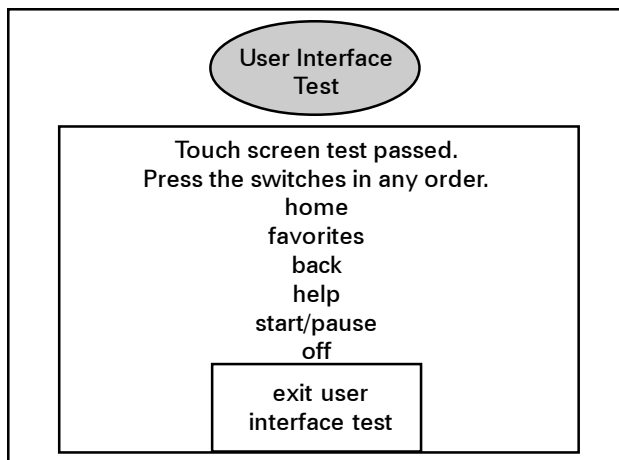 User Interface
Test
Touch screen test passed.
Press the switches in any order.
home
favorites
back
help
start/pause
off
exit user
interface test